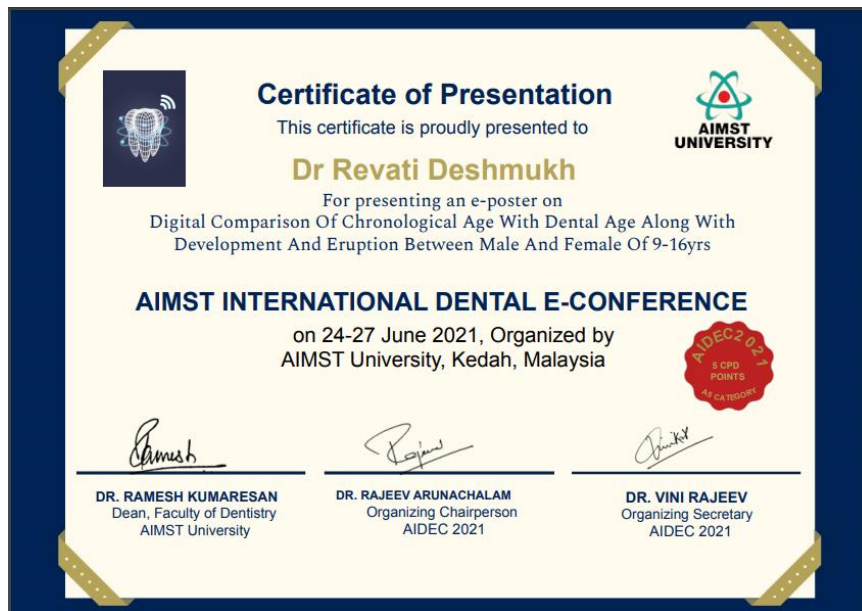 Certificate of Presentation
This certificate is proudly presented to
AIMST
UNIVERSITY
Dr Revati Deshmukh
For presenting an e-poster on
Digital Comparison Of Chronological Age With Dental Age Along With
Development And Eruption Between Male And Female Of 9-16yrs
AIMST INTERNATIONAL DENTAL E-CONFERENCE
on 24-27 June 2021, Organized by
AIMST University, Kedah, Malaysia
AIDEC2021
5 CPD
POINTS
AS CATEGORY
Ramesh
DR. RAMESH KUMARESAN
Dean, Faculty of Dentistry
AIMST University
DR. RAJEEV ARUNACHALAM
Organizing Chairperson
AIDEC 2021
DR. VINI RAJEEV
Organizing Secretary
AIDEC 2021